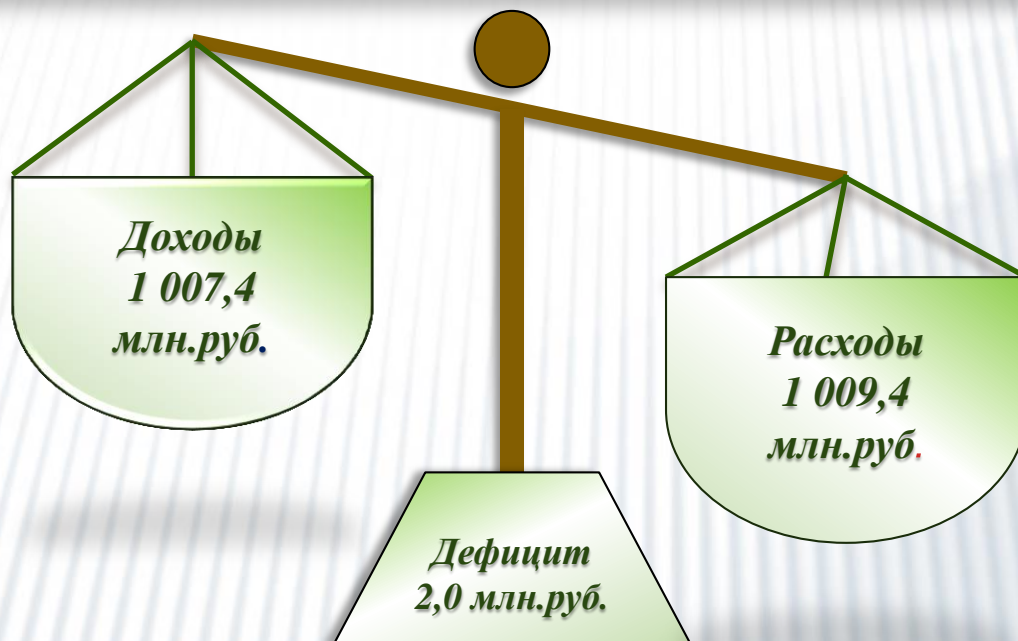 Доходы
1 007,4
млн.руб.
Расходы
1 009,4
млн.руб.
Дефицит
2,0 млн.руб.